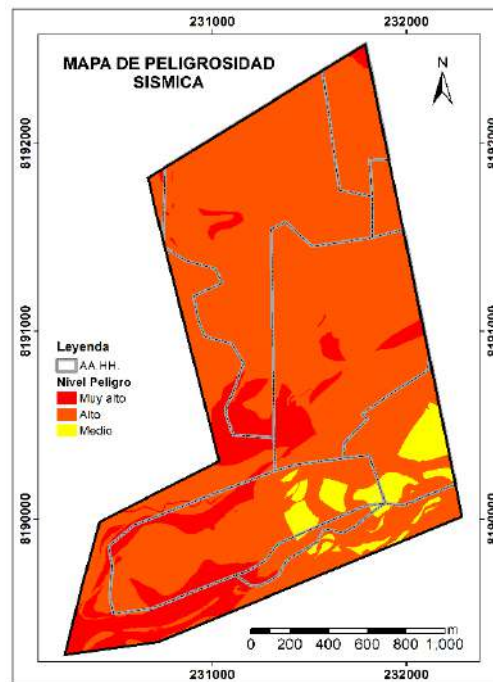 231000
232000
MAPA DE PELIGROSIDAD
SISMICA
N
8192000
8192000
8191000
8191000
Leyenda
AA.HH.
Nivel Peligro
Muy alto
Alto
Medio
8190000
8190000
m
0 200 400 600 800 1,000
231000
232000